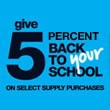 give
5 PERCENT
BACK
TO your
SCHOOL
ON SELECT SUPPLY PURCHASES